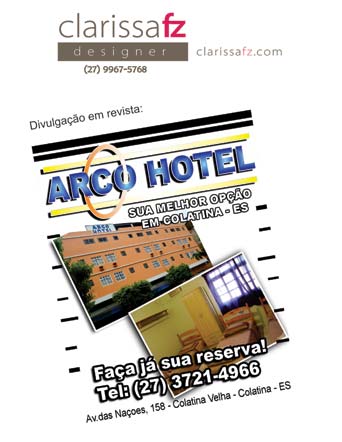 clarissafz
designer clarissafz.com
(27) 9967-5768
Divulgação em revista:
ARCO HOTEL
SUA MELHOR OPÇÃO
EM COLATINA - ES
ARCO
HOTEL
Faça já sua reserva!
Tel: (27) 3721-4966
Av.das Naçoes, 158 - Colatina Velha - Colatina - ES